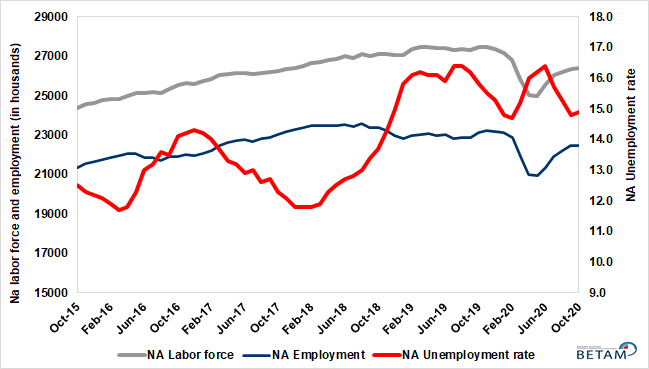 NA labor force and employment (in thousands)
29000
27000
25000
23000
21000
19000
17000
15000
18.0
17.0
16.0
15.0
14.0
13.0
12.0
11.0
10.0
9.0
NA Unemployment rate
Oct-15
Feb-16
Jun-16
Oct-16
Feb-17
Jun-17
Oct-17
Feb-18
Jun-18
Oct-18
Feb-19
Jun-19
Oct-19
Feb-20
Jun-20
Oct-20
NA Labor force NA Employment NA Unemployment rate
BETAM